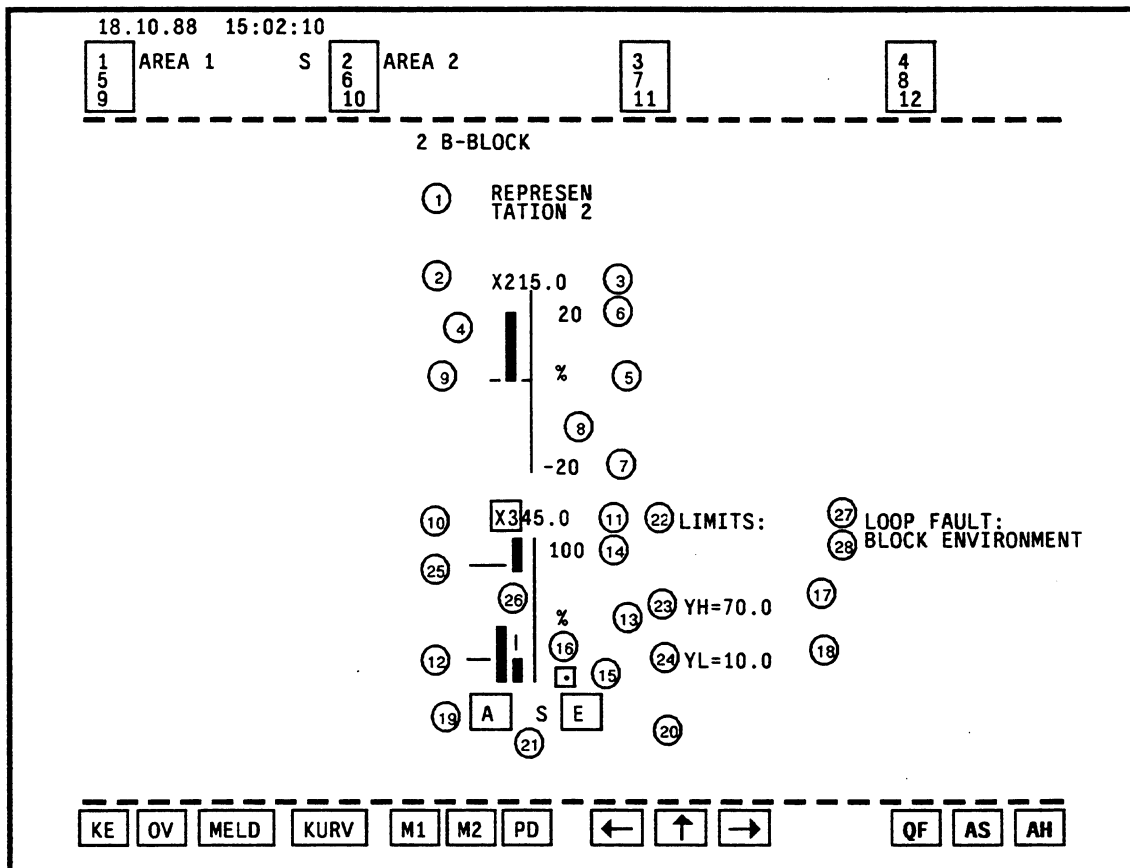 18.10.88 15:02:10
1 AREA 1 S 2 AREA 2 3 4
5 6 7 8
9 10 11 12
2 B-BLOCK
1 REPRESEN
TATION 2
2 X215.0 3
20 6
4
9 % 5
8
-20 7
10 X345.0 11 22 LIMITS: 27 LOOP FAULT:
100 14 28 BLOCK ENVIRONMENT
25
26 % 13 23 YH=70.0 17
12 16 24 YL=10.0 18
15
19 A S E 20
21
KE OV MELD KURV M1 M2 PD ← ↑ → QF AS AH